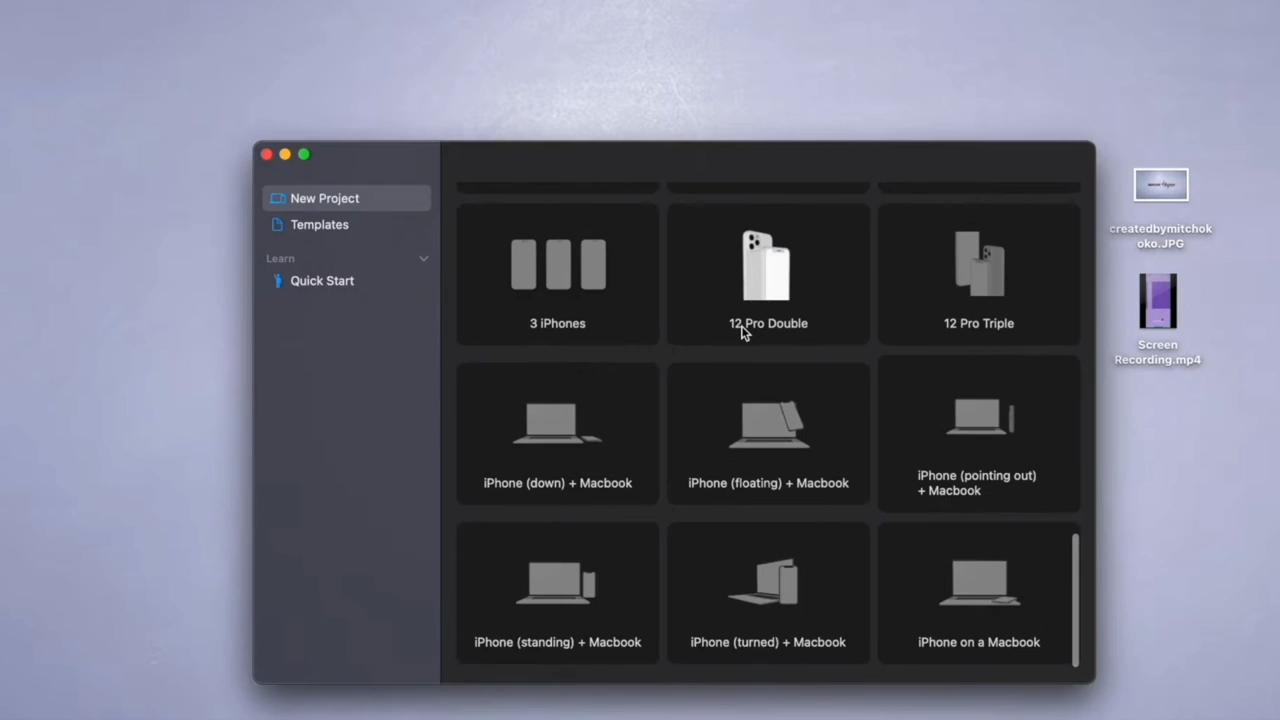 New Project
Templates
Learn
Quick Start
3 iPhones
12 Pro Double
12 Pro Triple
iPhone (down) + Macbook
iPhone (floating) + Macbook
iPhone (pointing out)
+ Macbook
iPhone (standing) + Macbook
iPhone (turned) + Macbook
iPhone on a Macbook
createdbymitchok
oko.JPG
Screen
Recording.mp4